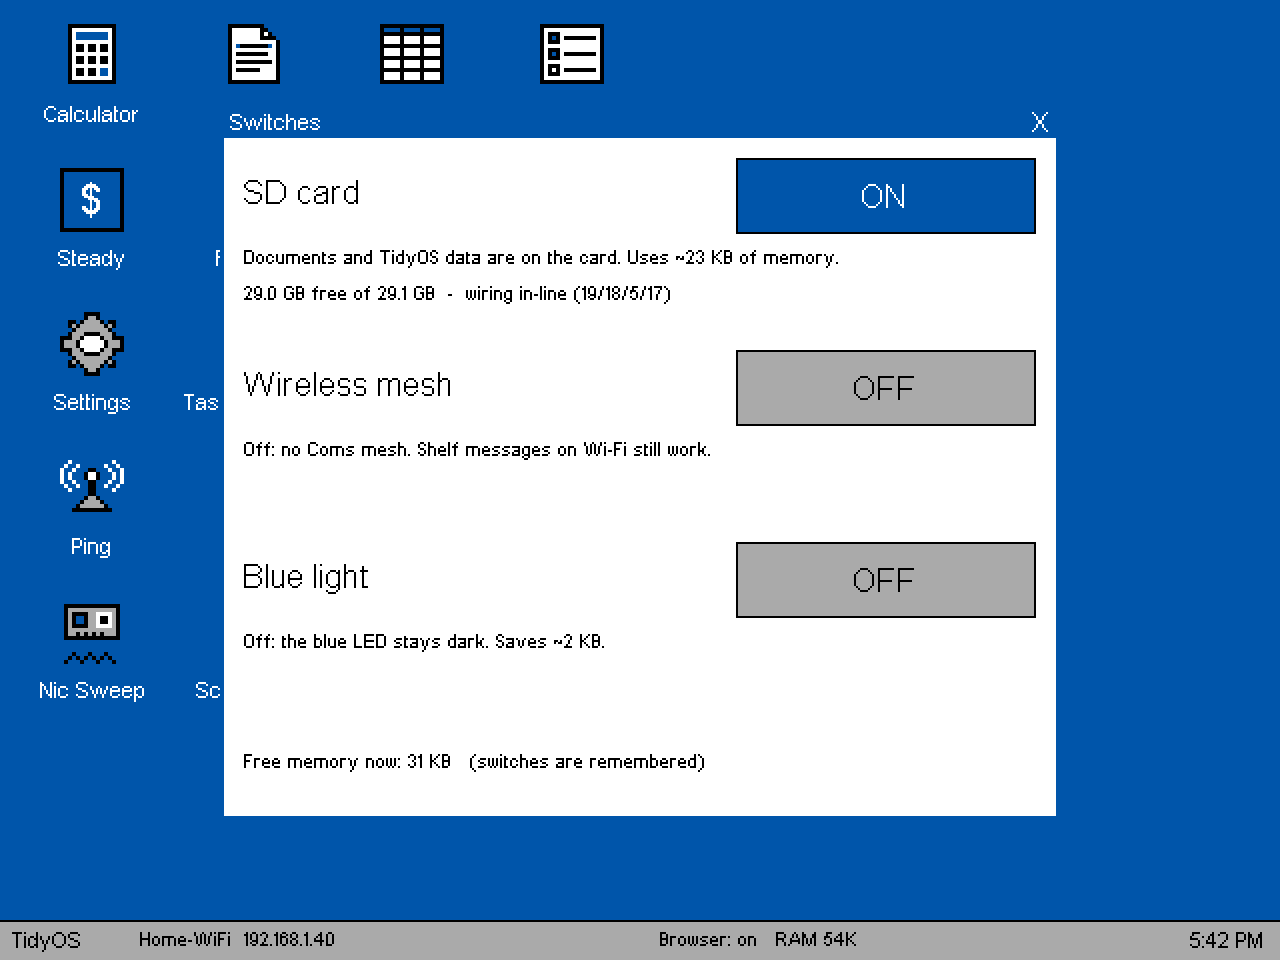 Calculator
Switches X
SD card ON
Documents and TidyOS data are on the card. Uses ~23 KB of memory.
29.0 GB free of 29.1 GB - wiring in-line (19/18/5/17)
Wireless mesh OFF
Off: no Coms mesh. Shelf messages on Wi-Fi still work.
Blue light OFF
Off: the blue LED stays dark. Saves ~2 KB.
Free memory now: 31 KB (switches are remembered)
$
Steady
Settings Tas
Ping
Nic Sweep Sc
TidyOS Home-WiFi 192.168.1.40 Browser: on RAM 54K 5:42 PM